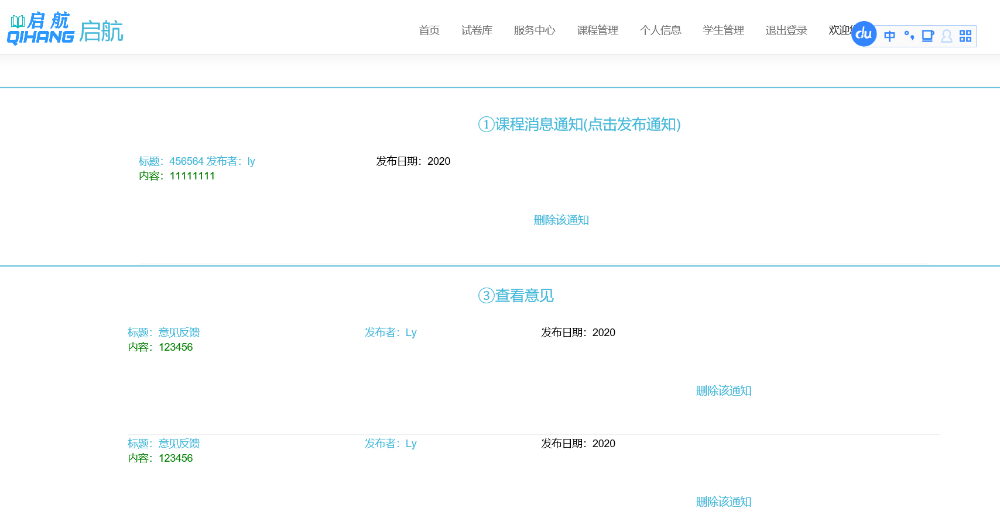 启航
QIHANG
启航
首页 试卷库 服务中心 课程管理 个人信息 学生管理 退出登录 欢迎
du 中
①课程消息通知(点击发布通知)
标题：456564 发布者：ly 发布日期：2020
内容：11111111
删除该通知
③查看意见
标题：意见反馈 发布者：Ly 发布日期：2020
内容：123456
删除该通知
标题：意见反馈 发布者：Ly 发布日期：2020
内容：123456
删除该通知